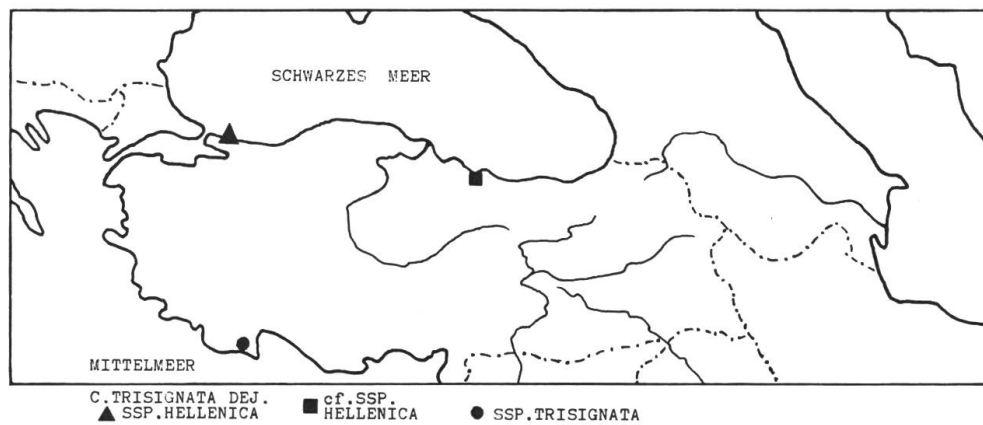 SCHWARZES MEER
MITTELMEER
C.TRISIGNATA DEJ.
SSP.HELLENICA
cf.SSP.
HELLENICA
SSP.TRISIGNATA